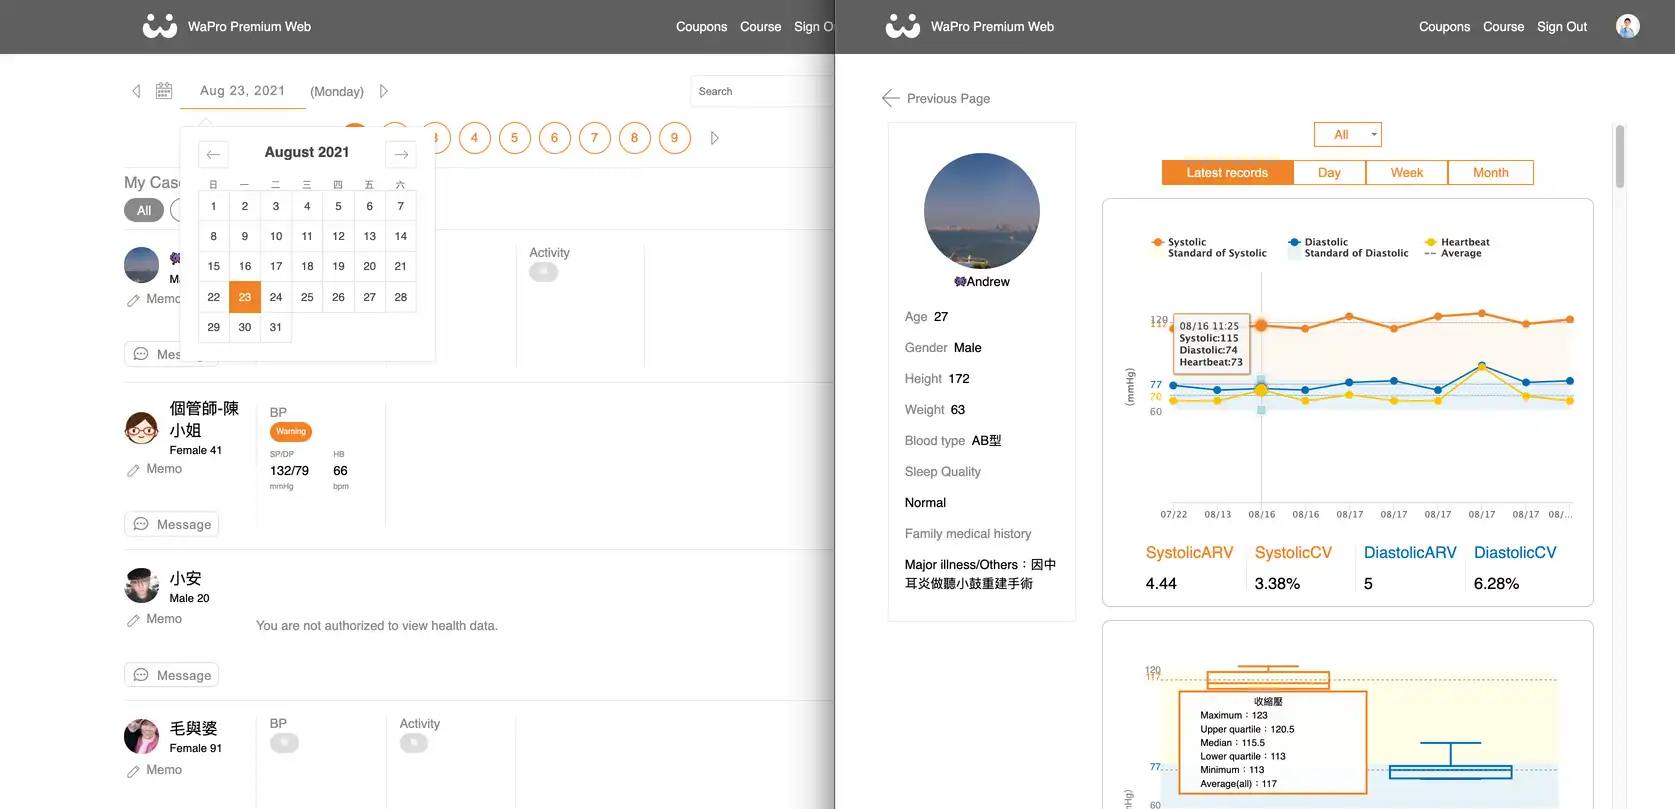 WaPro Premium Web
Coupons Course Sign O
Aug 23, 2021 (Monday)
Search
3 4 5 6 7 8 9
August 2021
日 一 二 三 四 五 六
1 2 3 4 5 6 7
8 9 10 11 12 13 14
15 16 17 18 19 20 21
22 23 24 25 26 27 28
29 30 31
My Cas
All
Activity
M
Memo
Mes
個管師-陳
小姐
Female 41
Memo
Message
BP
Warning
SP/DP HB
132/79 66
mmHg bpm
小安
Male 20
Memo
You are not authorized to view health data.
Message
毛與婆
Female 91
Memo
BP
Activity
WaPro Premium Web
Coupons Course Sign Out
Previous Page
Andrew
Age 27
Gender Male
Height 172
Weight 63
Blood type AB型
Sleep Quality
Normal
Family medical history
Major illness/Others：因中
耳炎做聽小鼓重建手術
All
Latest records Day Week Month
Systolic Diastolic Heartbeat
Standard of Systolic Standard of Diastolic Average
120
117
08/16 11:25
Systolic:115
Diastolic:74
Heartbeat:73
77
70
60
(mmHg)
07/22 08/13 08/16 08/16 08/17 08/17 08/17 08/17 08/17 08/...
SystolicARV SystolicCV DiastolicARV DiastolicCV
4.44 3.38% 5 6.28%
120
117
收縮壓
Maximum：123
Upper quartile：120.5
Median：115.5
Lower quartile：113
Minimum：113
Average(all)：117
77
60
Hg)